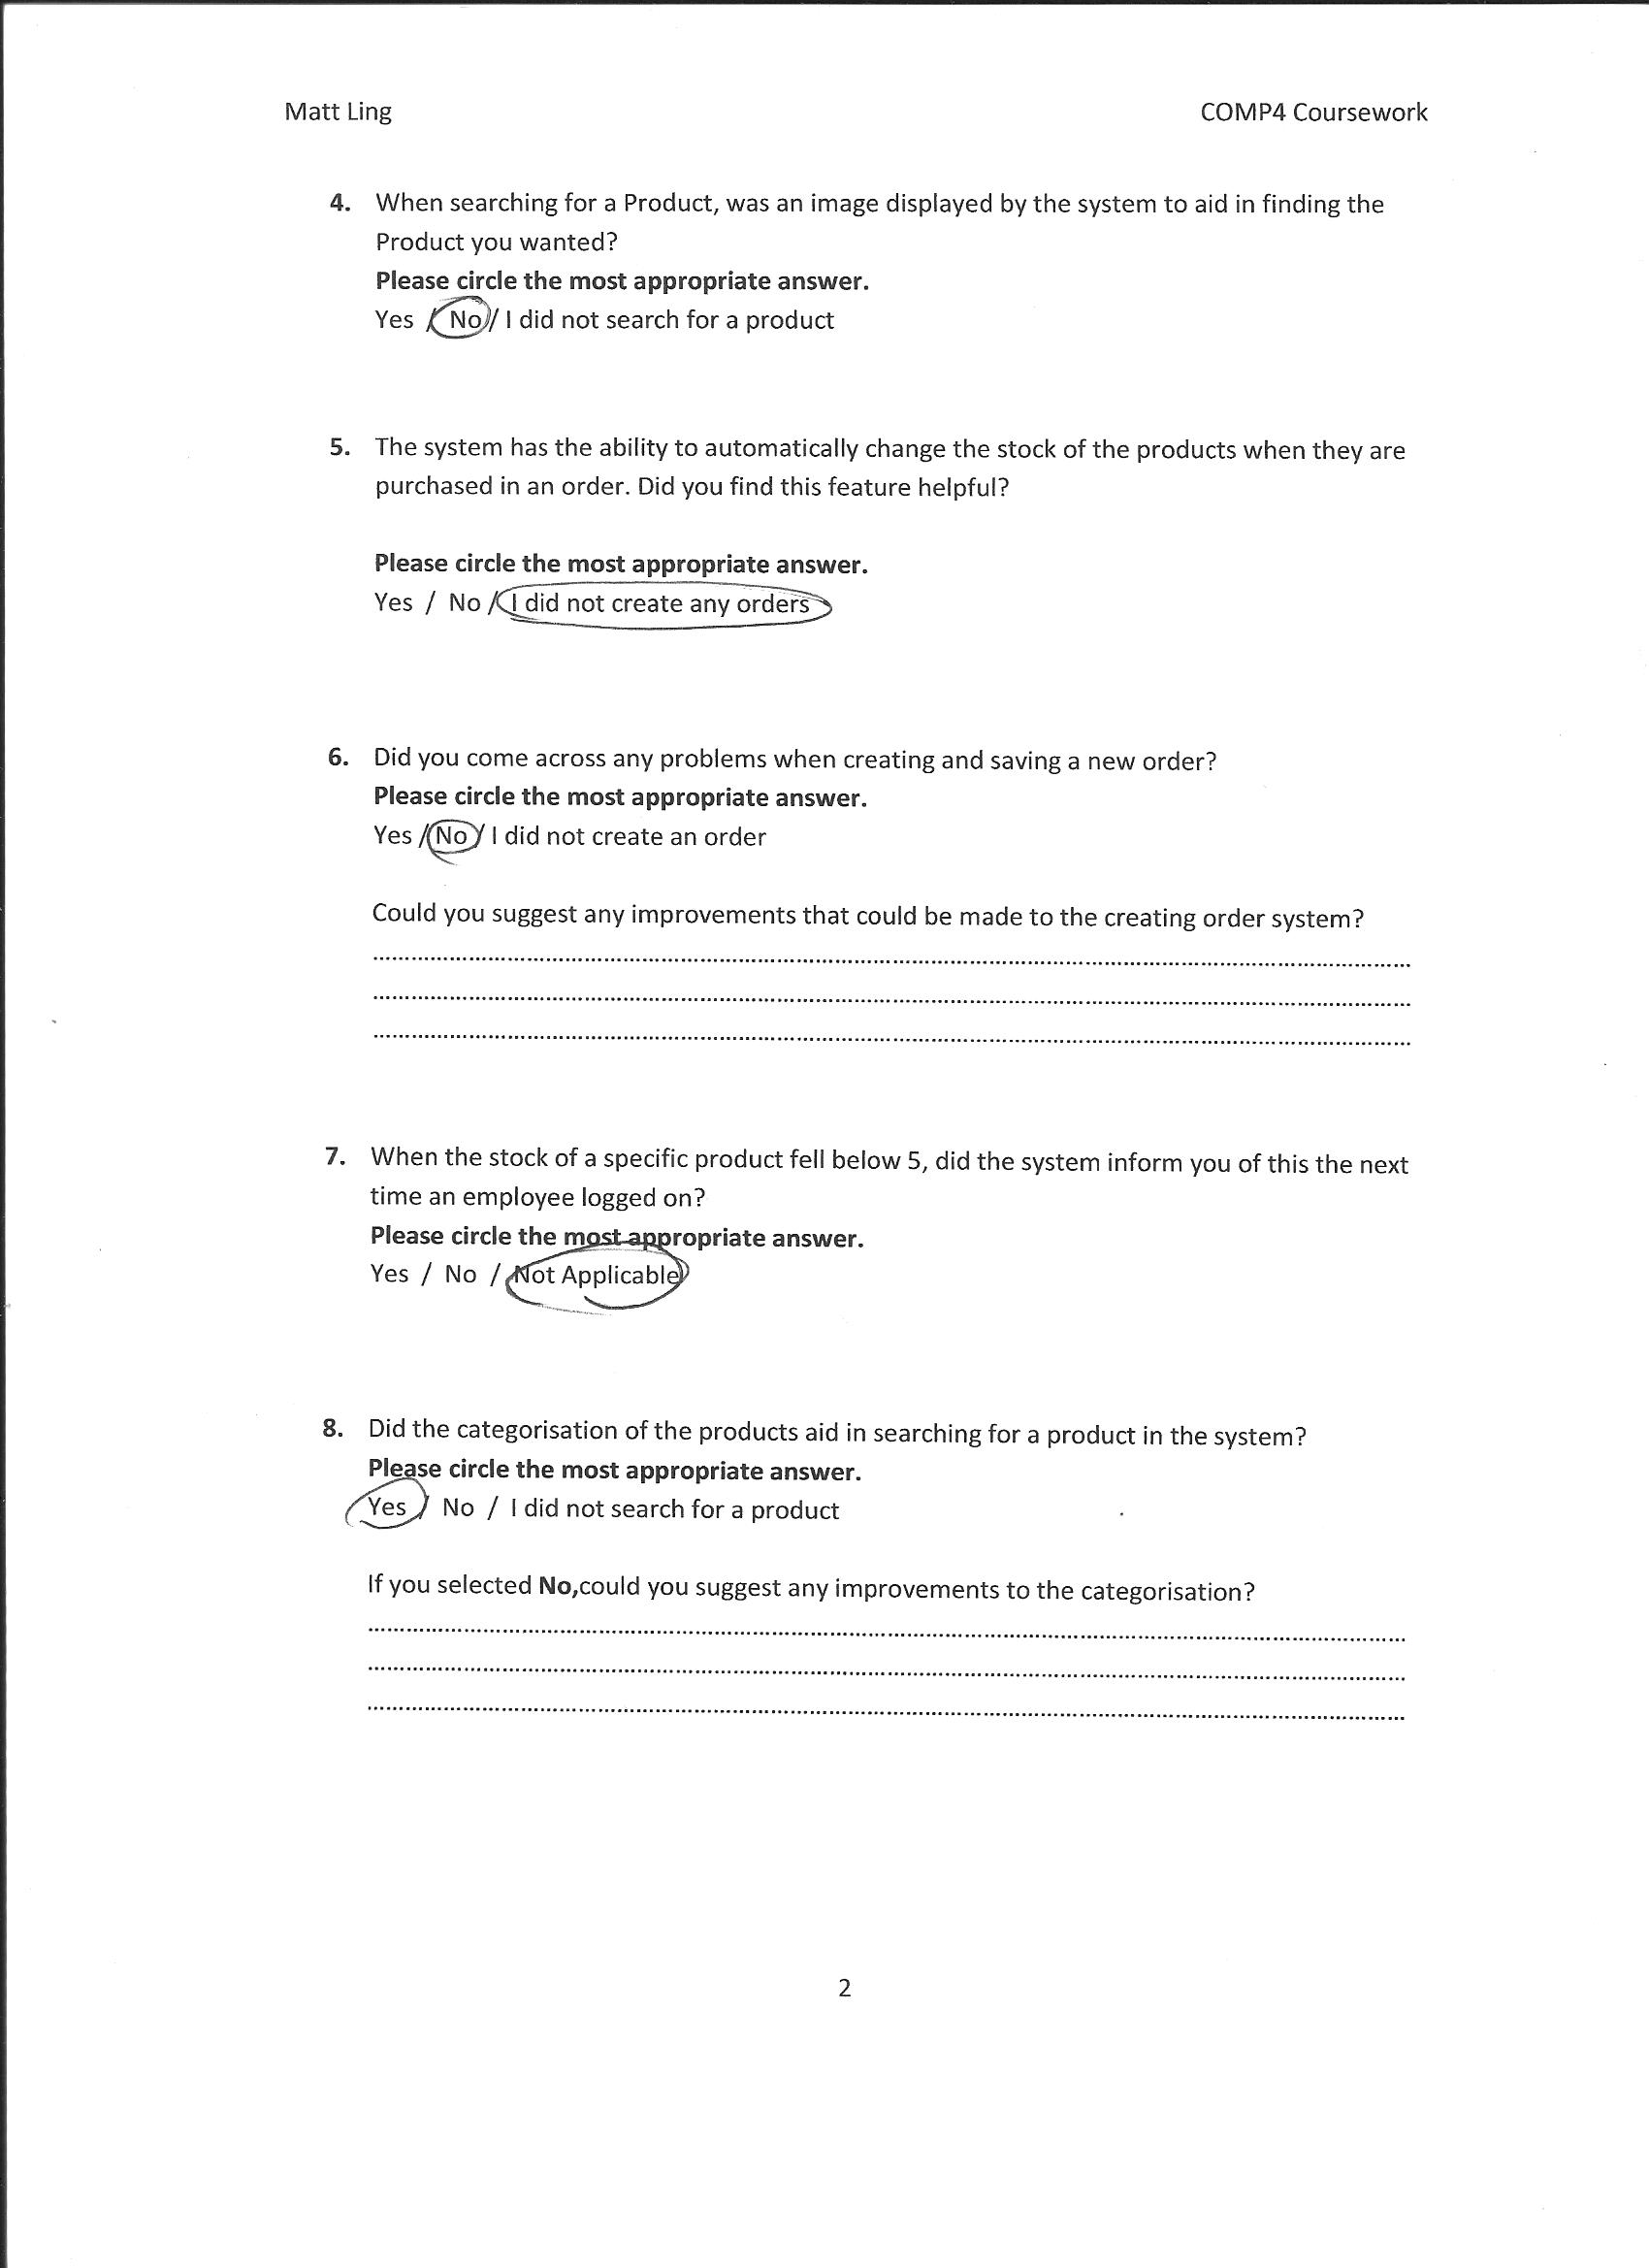 Matt Ling COMP4 Coursework
4. When searching for a Product, was an image displayed by the system to aid in finding the
Product you wanted?
Please circle the most appropriate answer.
Yes / No / I did not search for a product
5. The system has the ability to automatically change the stock of the products when they are
purchased in an order. Did you find this feature helpful?
Please circle the most appropriate answer.
Yes / No / I did not create any orders
6. Did you come across any problems when creating and saving a new order?
Please circle the most appropriate answer.
Yes / No / I did not create an order
Could you suggest any improvements that could be made to the creating order system?
7. When the stock of a specific product fell below 5, did the system inform you of this the next
time an employee logged on?
Please circle the most appropriate answer.
Yes / No / Not Applicable
8. Did the categorisation of the products aid in searching for a product in the system?
Please circle the most appropriate answer.
Yes / No / I did not search for a product
If you selected No,could you suggest any improvements to the categorisation?
2